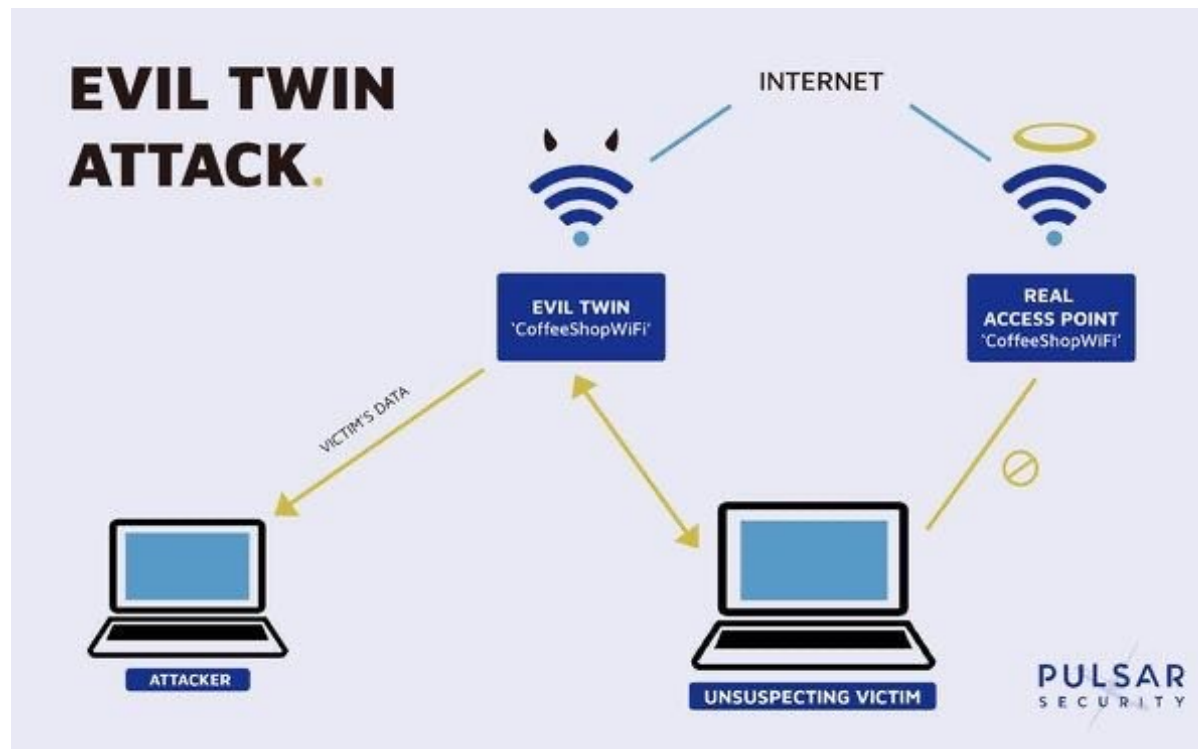 EVIL TWIN
ATTACK.
INTERNET
EVIL TWIN
'CoffeeShopWiFi'
REAL
ACCESS POINT
'CoffeeShopWiFi'
VICTIM'S DATA
ATTACKER
UNSUSPECTING VICTIM
PULSAR
SECURITY